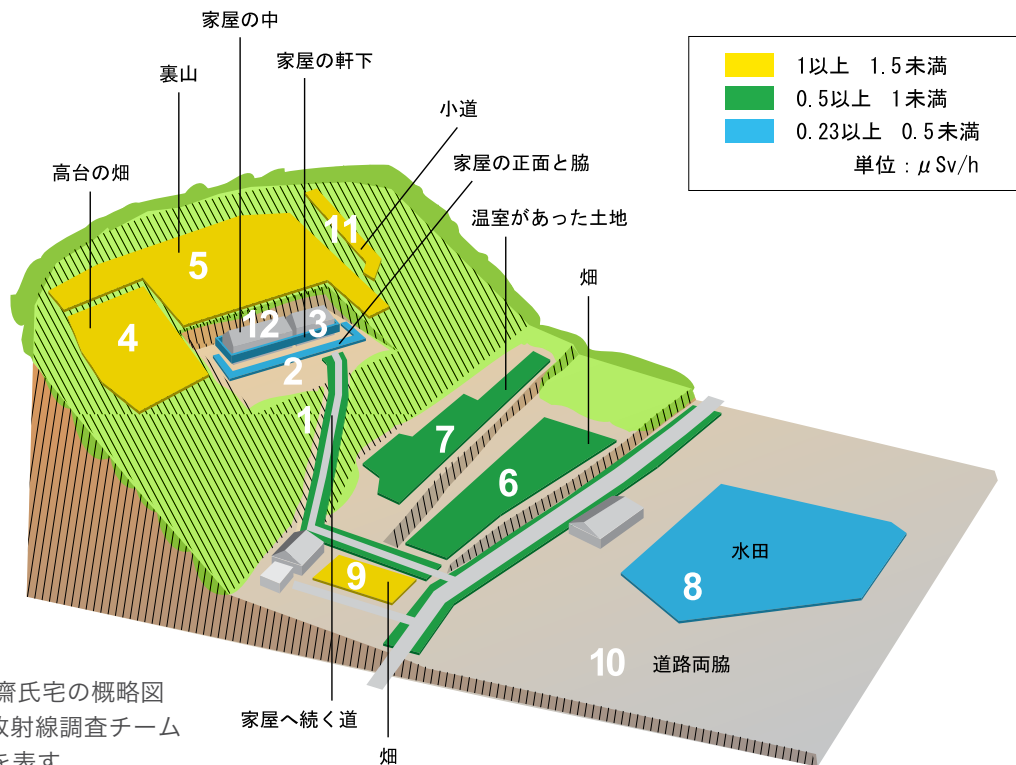 家屋の中
家屋の軒下
裏山
小道
家屋の正面と脇
高台の畑
温室があった土地
畑
1以上 1.5未満
0.5以上 1未満
0.23以上 0.5未満
単位：μSv/h
11
5
12
3
4
2
1
7
6
9
水田
8
10 道路両脇
家屋へ続く道
畑
齋氏宅の概略図
放射線調査チーム
を表す